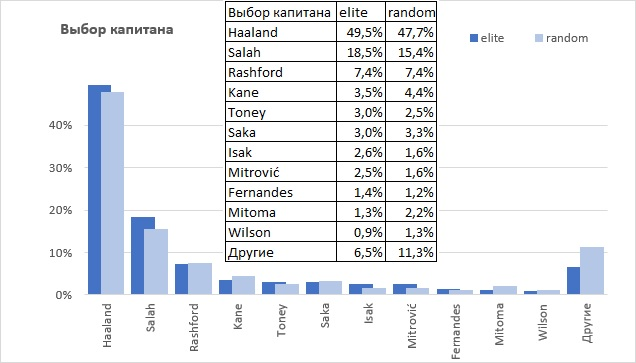 Выбор капитана
Выбор капитана elite random
Haaland 49,5% 47,7%
Salah 18,5% 15,4%
Rashford 7,4% 7,4%
Kane 3,5% 4,4%
Toney 3,0% 2,5%
Saka 3,0% 3,3%
Isak 2,6% 1,6%
Mitrović 2,5% 1,6%
Fernandes 1,4% 1,2%
Mitoma 1,3% 2,2%
Wilson 0,9% 1,3%
Другие 6,5% 11,3%
elite random
40%
30%
20%
10%
0%
Haaland
Salah
Rashford
Kane
Toney
Saka
Isak
Mitrović
Fernandes
Mitoma
Wilson
Другие